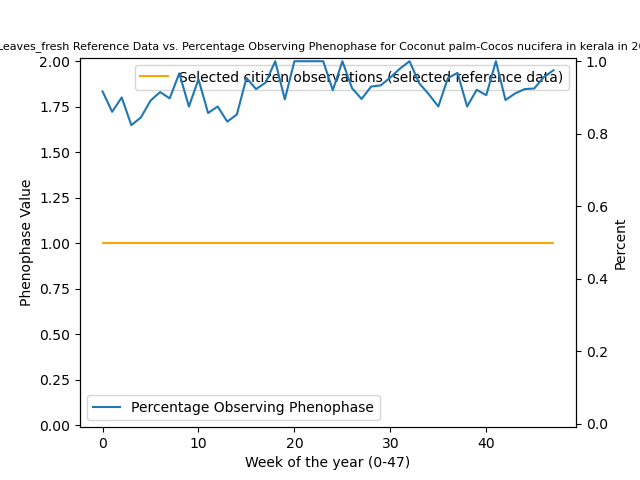 Leaves_fresh Reference Data vs. Percentage Observing Phenophase for Coconut palm-Cocos nucifera in kerala in
2.00
1.75
1.50
1.25
1.00
0.75
0.50
0.25
0.00
Phenophase Value
Selected citizen observations (selected reference data)
Percentage Observing Phenophase
1.0
0.8
0.6
0.4
0.2
0.0
Percent
0 10 20 30 40
Week of the year (0-47)